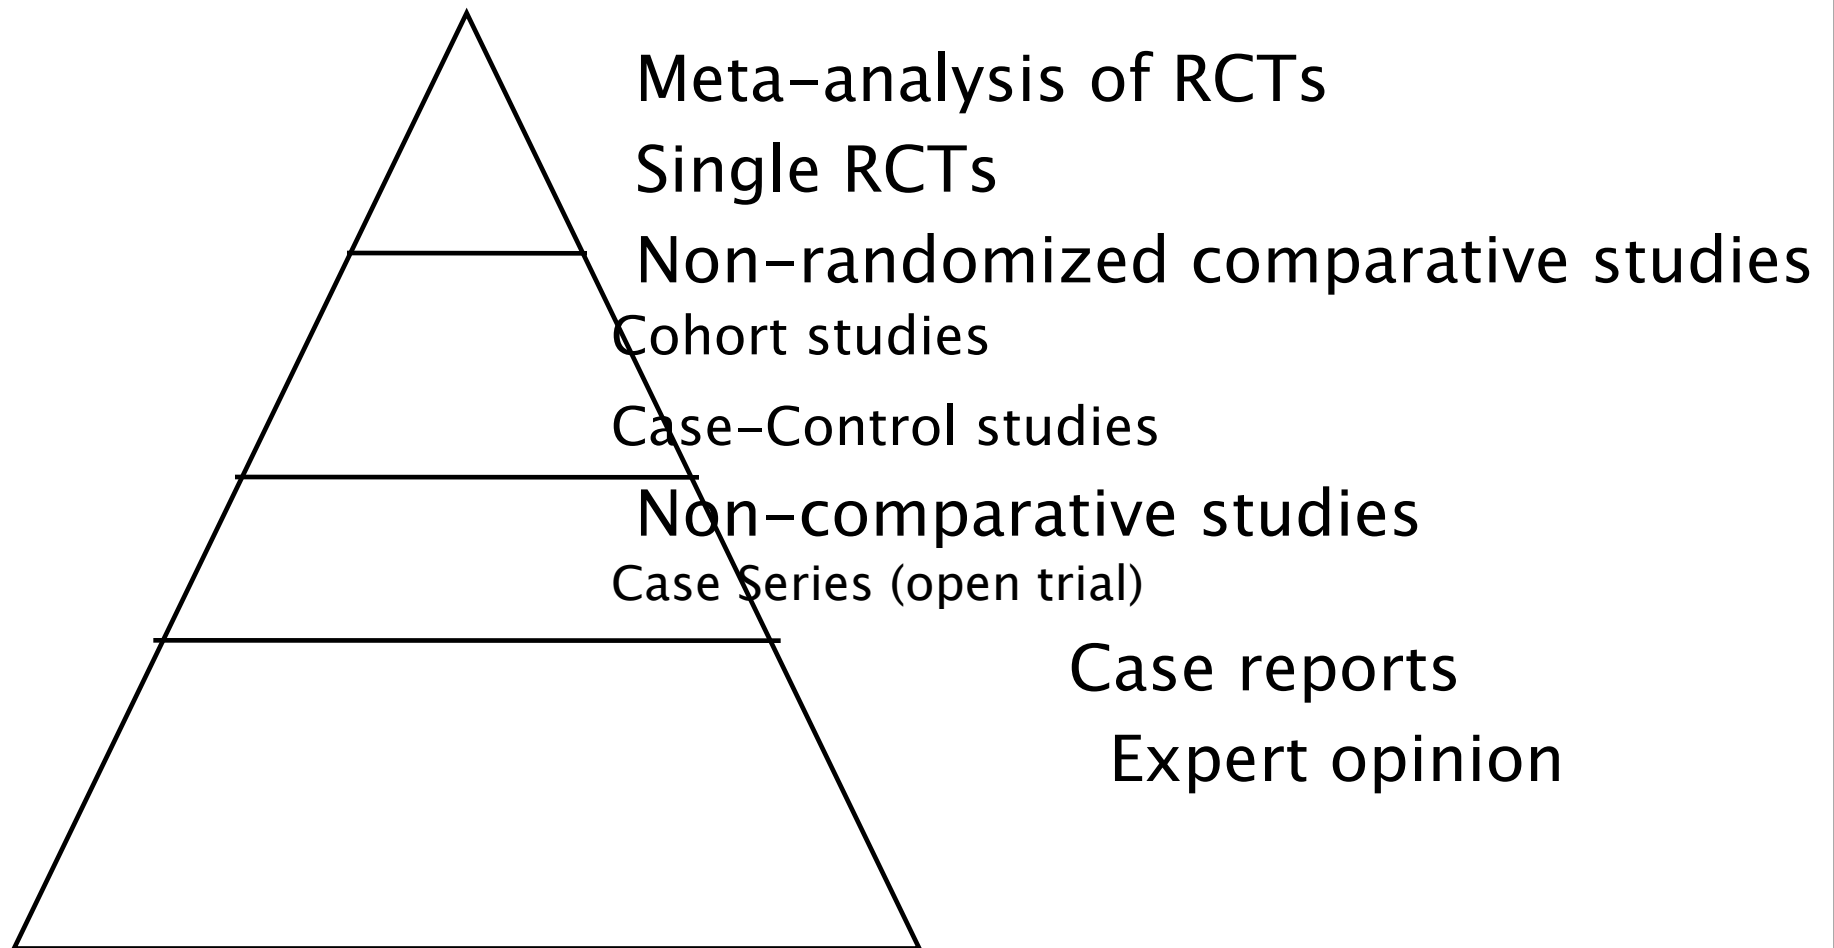 Meta-analysis of RCTs
Single RCTs
Non-randomized comparative studies
Cohort studies
Case-Control studies
Non-comparative studies
Case Series (open trial)
Case reports
Expert opinion